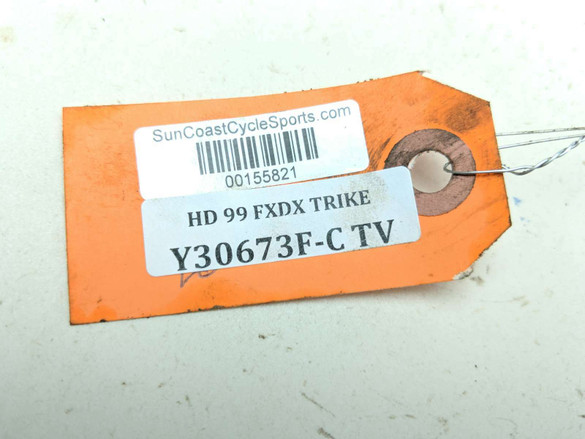 SunCoastCycleSports.com
00155821
HD 99 FXDX TRIKE
Y30673F-C TV